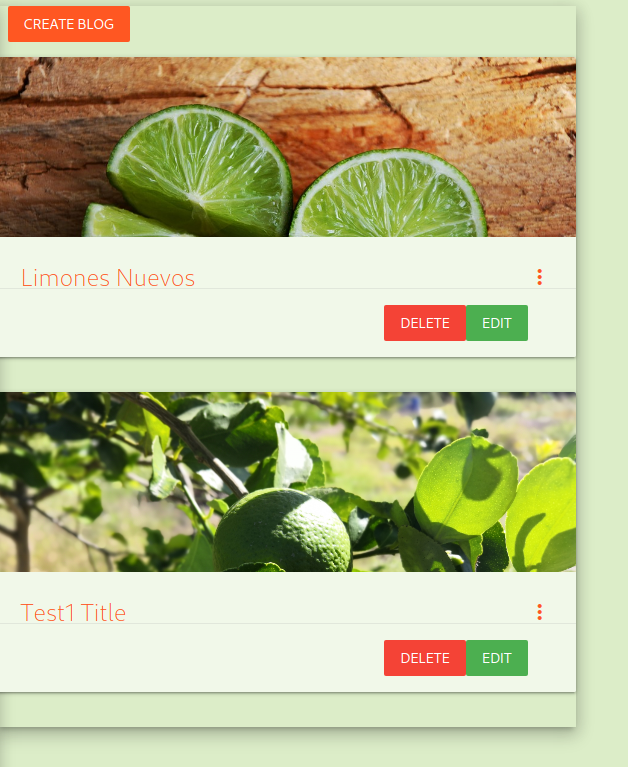 CREATE BLOG
Limones Nuevos
DELETE EDIT
Test1 Title
DELETE EDIT